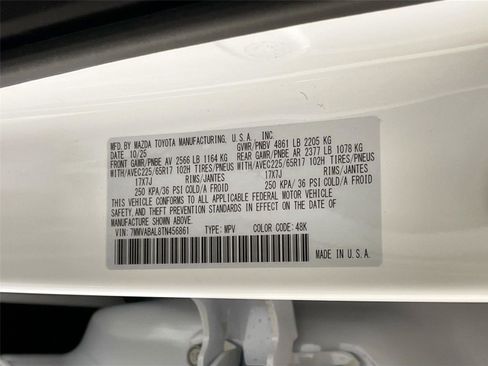 MFD. BY MAZDA TOYOTA MANUFACTURING, U.S.A., INC.
DATE 10/25 GVWR/PNBV 4861 LB 2205 KG
FRONT GAWR/PNBE AV 2566 LB 1164 KG REAR GAWR/PNBE AR 2377 LB 1078 KG
WITH/AVEC225/65R17 102H TIRES/PNEUS WITH/AVEC225/65R17 102H TIRES/PNEUS
17X7J RIMS/JANTES 17X7J RIMS/JANTES
250 KPA/36 PSI COLD/A FROID 250 KPA/36 PSI COLD/A FROID
THIS VEHICLE CONFORMS TO ALL APPLICABLE FEDERAL MOTOR VEHICLE
SAFETY, AND THEFT PREVENTION STANDARDS IN EFFECT ON THE DATE OF
MANUFACTURE SHOWN ABOVE.
VIN: 7MMVABAL8TN456861 TYPE: MPV COLOR CODE: 48K
MADE IN U.S.A.